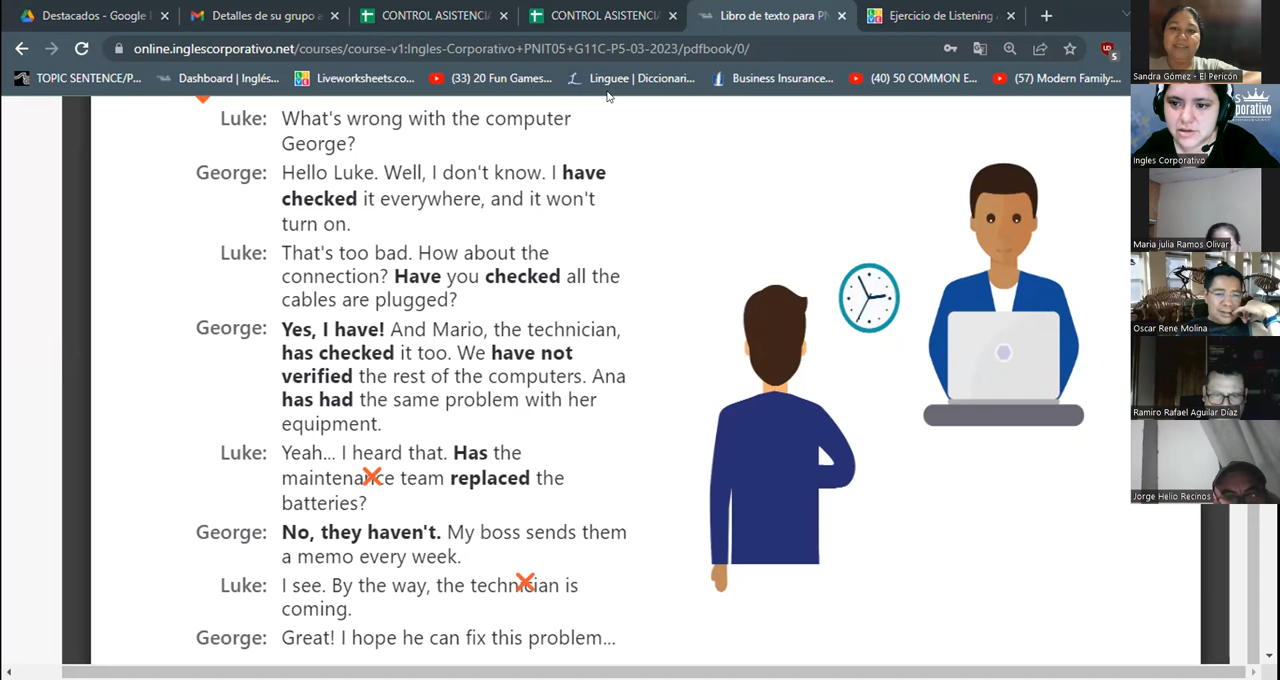 Destacados - Google
Detalles de su grupo a
CONTROL ASISTENCI
CONTROL ASISTENCI
Libro de texto para PN
Ejercicio de Listening
online.inglescorporativo.net/courses/course-v1:Ingles-Corporativo+PNIT05+G11C-P5-03-2023/pdfbook/0/
TOPIC SENTENCE/P...
Dashboard | Inglés...
Liveworksheets.co...
(33) 20 Fun Games...
Linguee | Diccionari...
Business Insurance...
(40) 50 COMMON E...
(57) Modern Family:...
Luke: What's wrong with the computer
George?
George: Hello Luke. Well, I don't know. I have
checked it everywhere, and it won't
turn on.
Luke: That's too bad. How about the
connection? Have you checked all the
cables are plugged?
George: Yes, I have! And Mario, the technician,
has checked it too. We have not
verified the rest of the computers. Ana
has had the same problem with her
equipment.
Luke: Yeah... I heard that. Has the
maintenance team replaced the
batteries?
George: No, they haven't. My boss sends them
a memo every week.
Luke: I see. By the way, the technician is
coming.
George: Great! I hope he can fix this problem...
Sandra Gómez - El Pericón
Ingles Corporativo
Maria julia Ramos Olivar
Oscar Rene Molina
Ramiro Rafael Aguilar Díaz
Jorge Helio Recinos